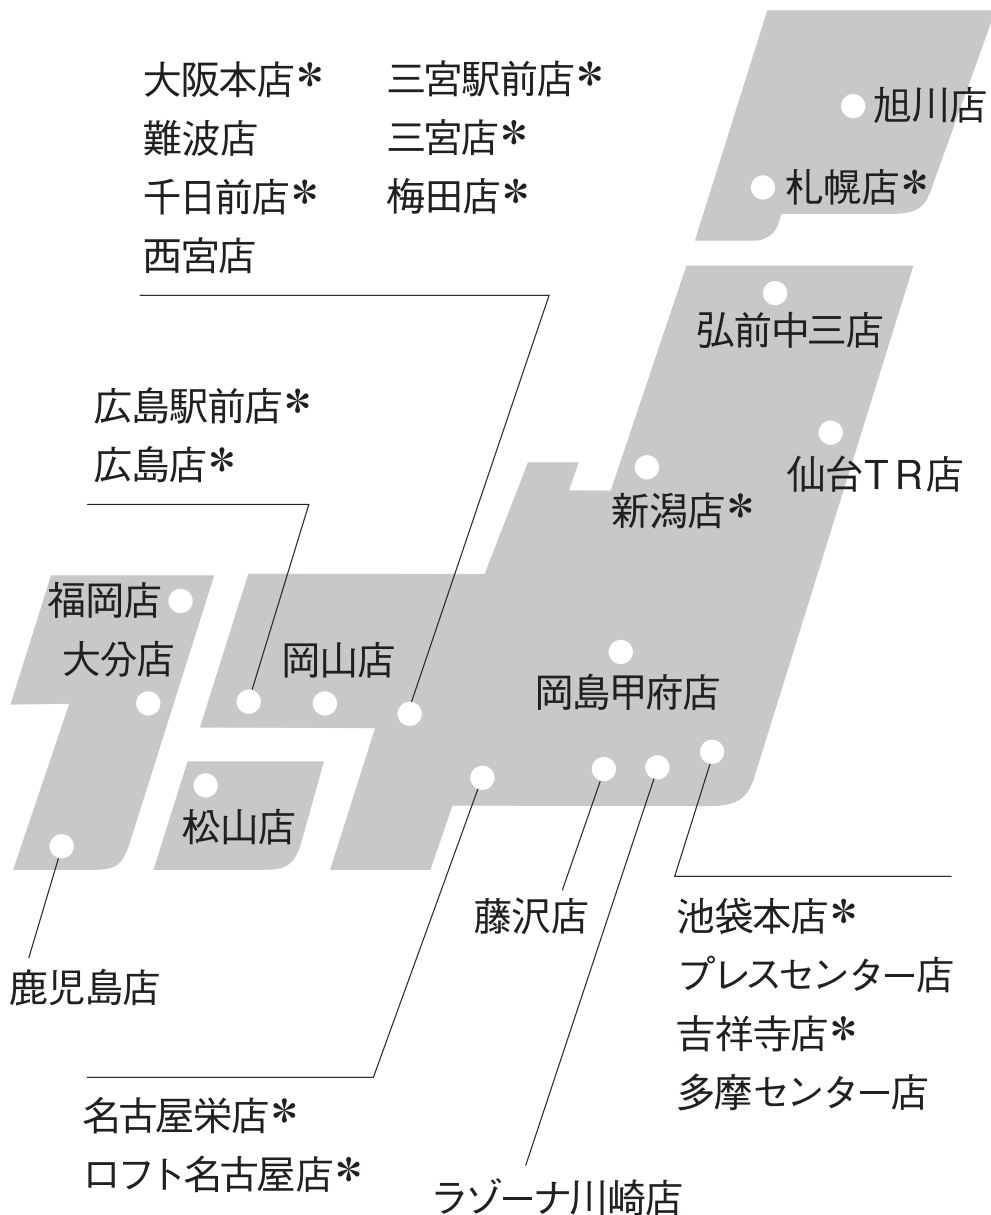 大阪本店＊
難波店
千日前店＊
西宮店
三宮駅前店＊
三宮店＊
梅田店＊
旭川店
札幌店＊
弘前中三店
仙台TR店
新潟店＊
広島駅前店＊
広島店＊
福岡店
大分店
岡山店
岡島甲府店
松山店
鹿児島店
藤沢店
池袋本店＊
プレスセンター店
吉祥寺店＊
多摩センター店
名古屋栄店＊
ロフト名古屋店＊
ラゾーナ川崎店